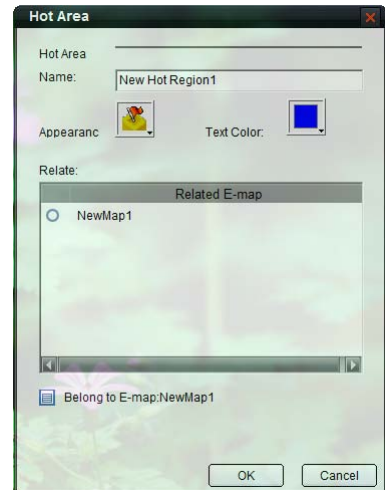 Hot Area
Hot Area
Name: New Hot Region1
Appearanc Text Color:
Relate:
Related E-map
NewMap1
Belong to E-map:NewMap1
OK Cancel